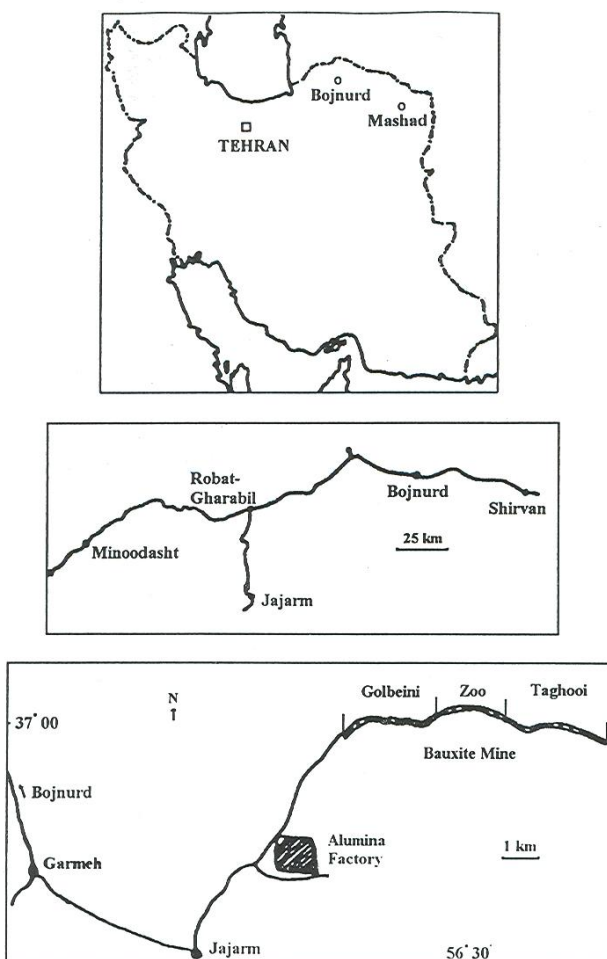 Bojnurd
Mashad
TEHRAN
Robat-
Gharabil
Bojnurd
Shirvan
Minoodasht
25 km
Jajarm
Golbeini Zoo Taghooi
N
37° 00
Bauxite Mine
Bojnurd
Alumina
Factory
1 km
Garmeh
Jajarm
56° 30'